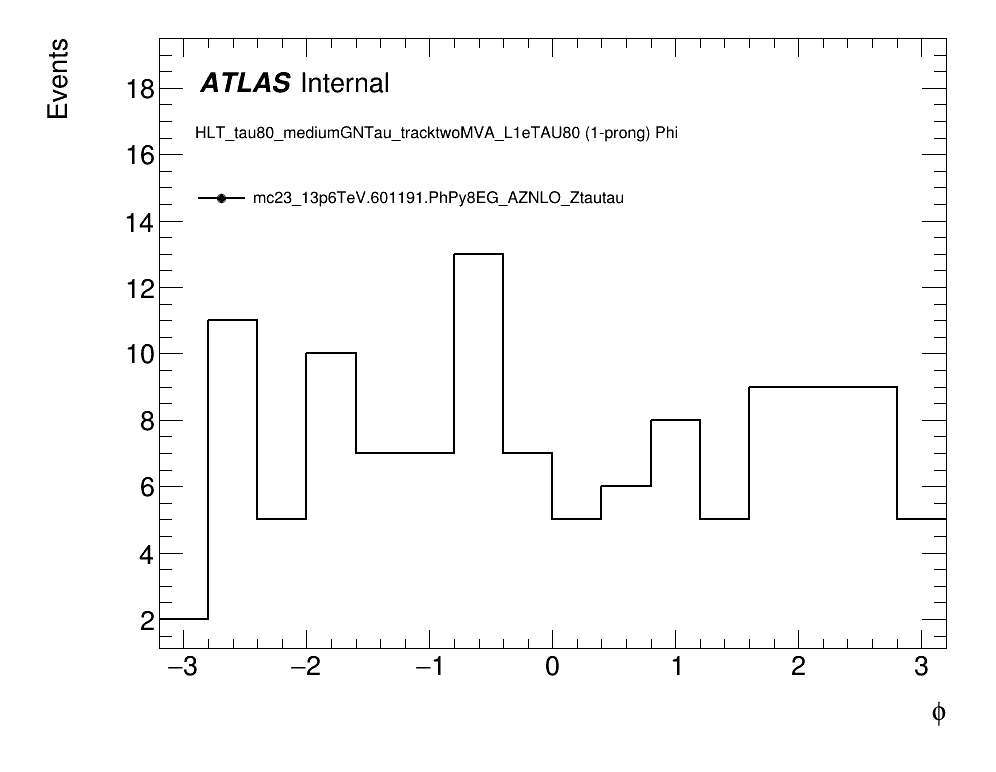 Events
18
ATLAS Internal
HLT_tau80_mediumGNTau_tracktwoMVA_L1eTAU80 (1-prong) Phi
16
mc23_13p6TeV.601191.PhPy8EG_AZNLO_Ztautau
14
12
10
8
6
4
2
−3 −2 −1 0 1 2 3
ϕ